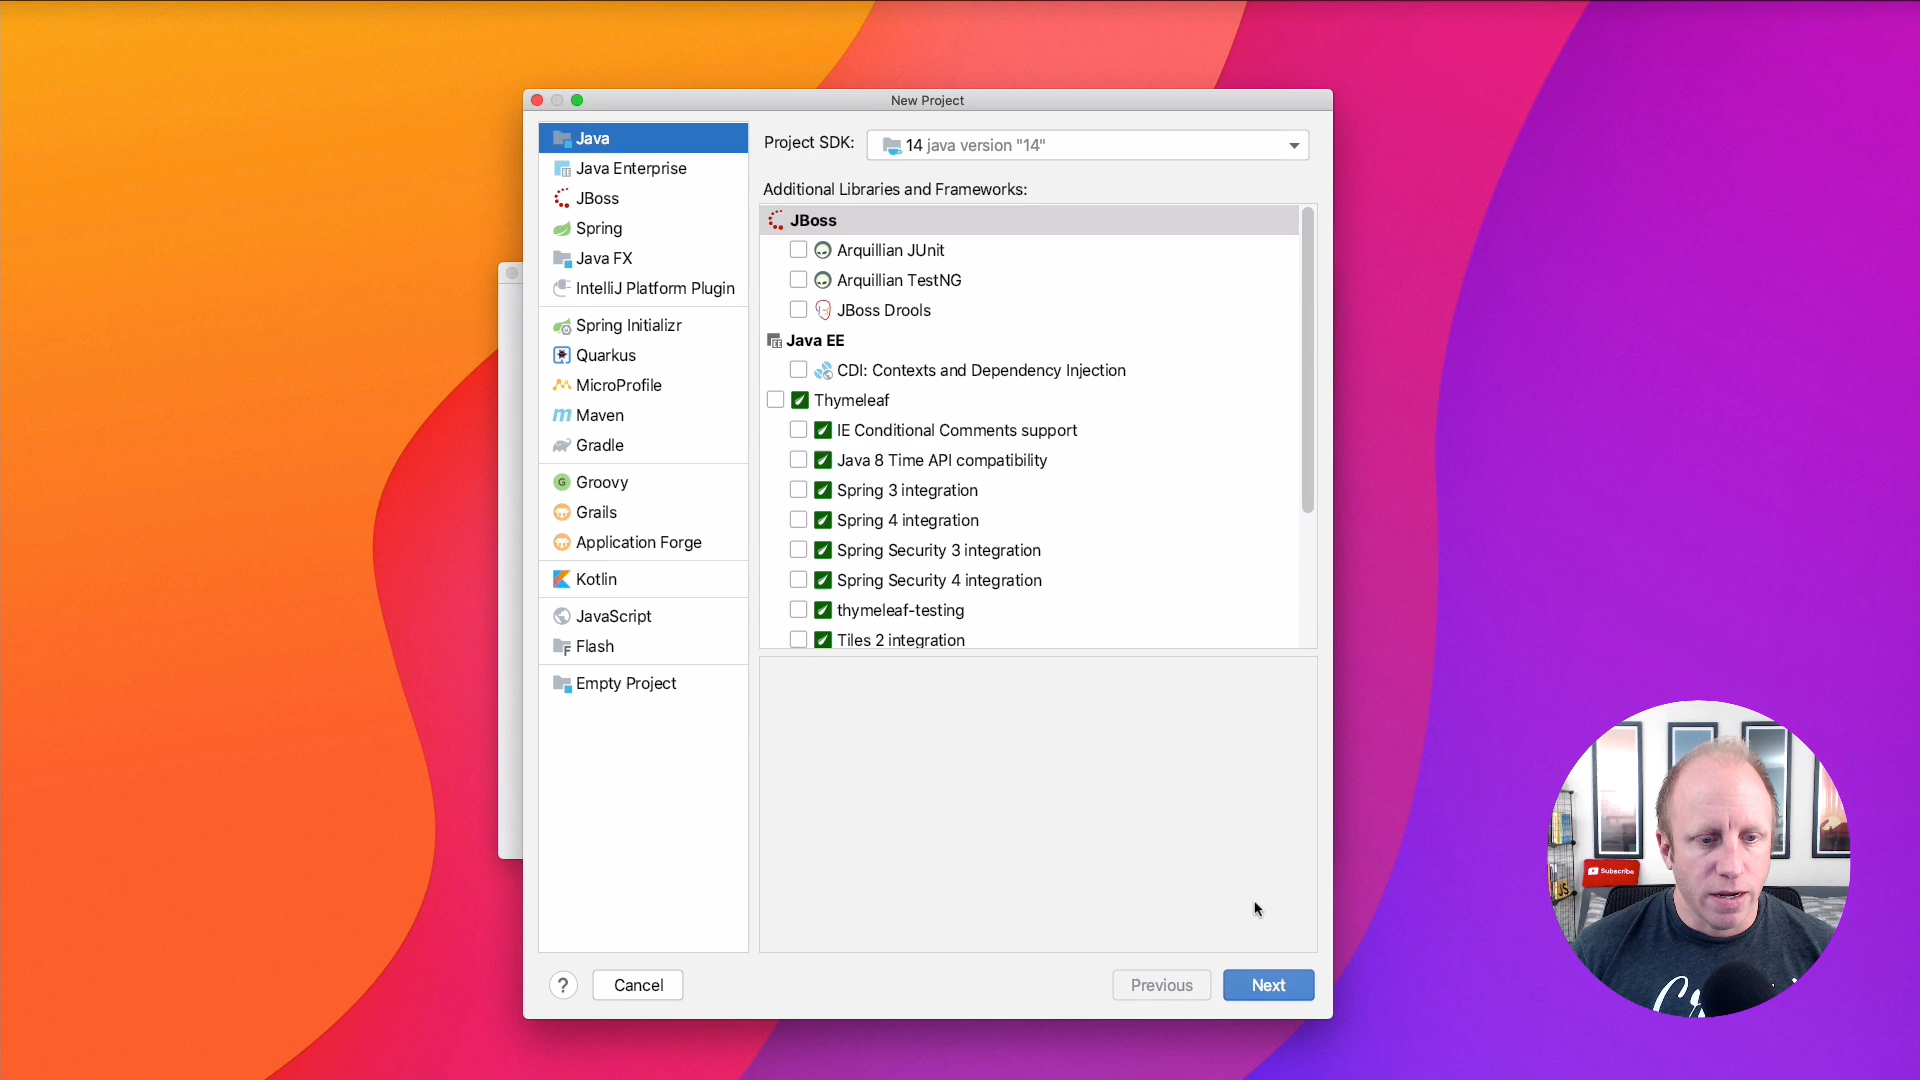 New Project
Java
Java Enterprise
JBoss
Spring
Java FX
IntelliJ Platform Plugin
Spring Initializr
Quarkus
MicroProfile
Maven
Gradle
Groovy
Grails
Application Forge
Kotlin
JavaScript
Flash
Empty Project
Project SDK: 14 java version "14"
Additional Libraries and Frameworks:
JBoss
Arquillian JUnit
Arquillian TestNG
JBoss Drools
Java EE
CDI: Contexts and Dependency Injection
Thymeleaf
IE Conditional Comments support
Java 8 Time API compatibility
Spring 3 integration
Spring 4 integration
Spring Security 3 integration
Spring Security 4 integration
thymeleaf-testing
Tiles 2 integration
? Cancel Previous Next
Subscribe
JS